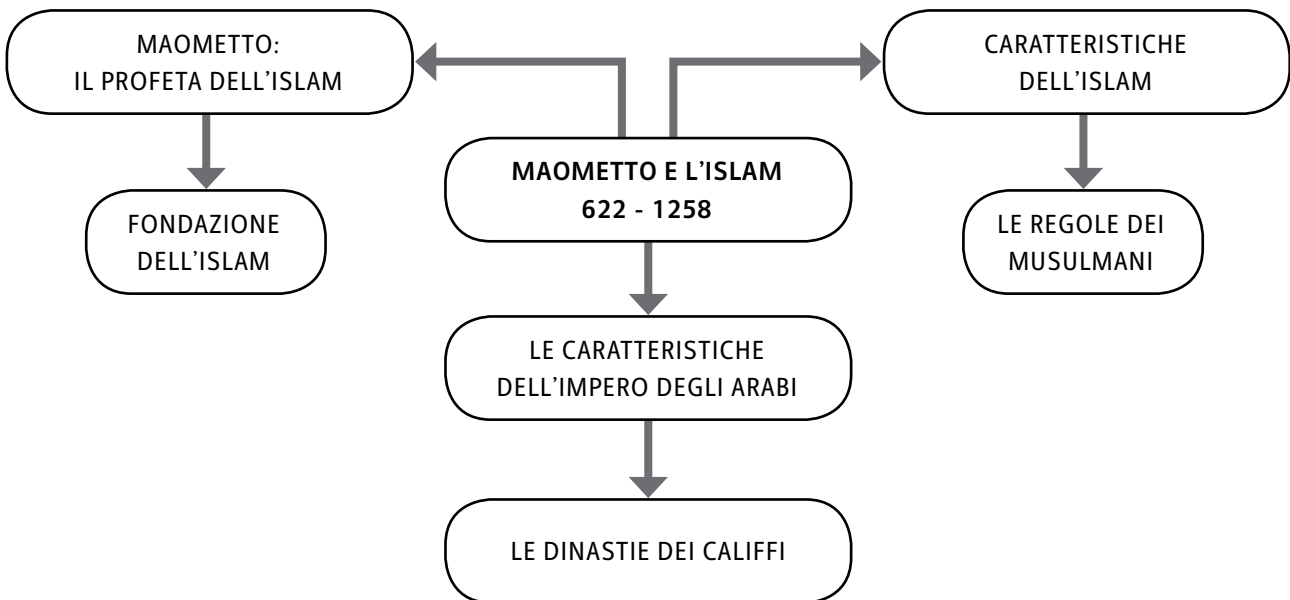 MAOMETTO:
IL PROFETA DELL’ISLAM
CARATTERISTICHE
DELL’ISLAM
MAOMETTO E L’ISLAM
622 - 1258
FONDAZIONE
DELL’ISLAM
LE REGOLE DEI
MUSULMANI
LE CARATTERISTICHE
DELL’IMPERO DEGLI ARABI
LE DINASTIE DEI CALIFFI